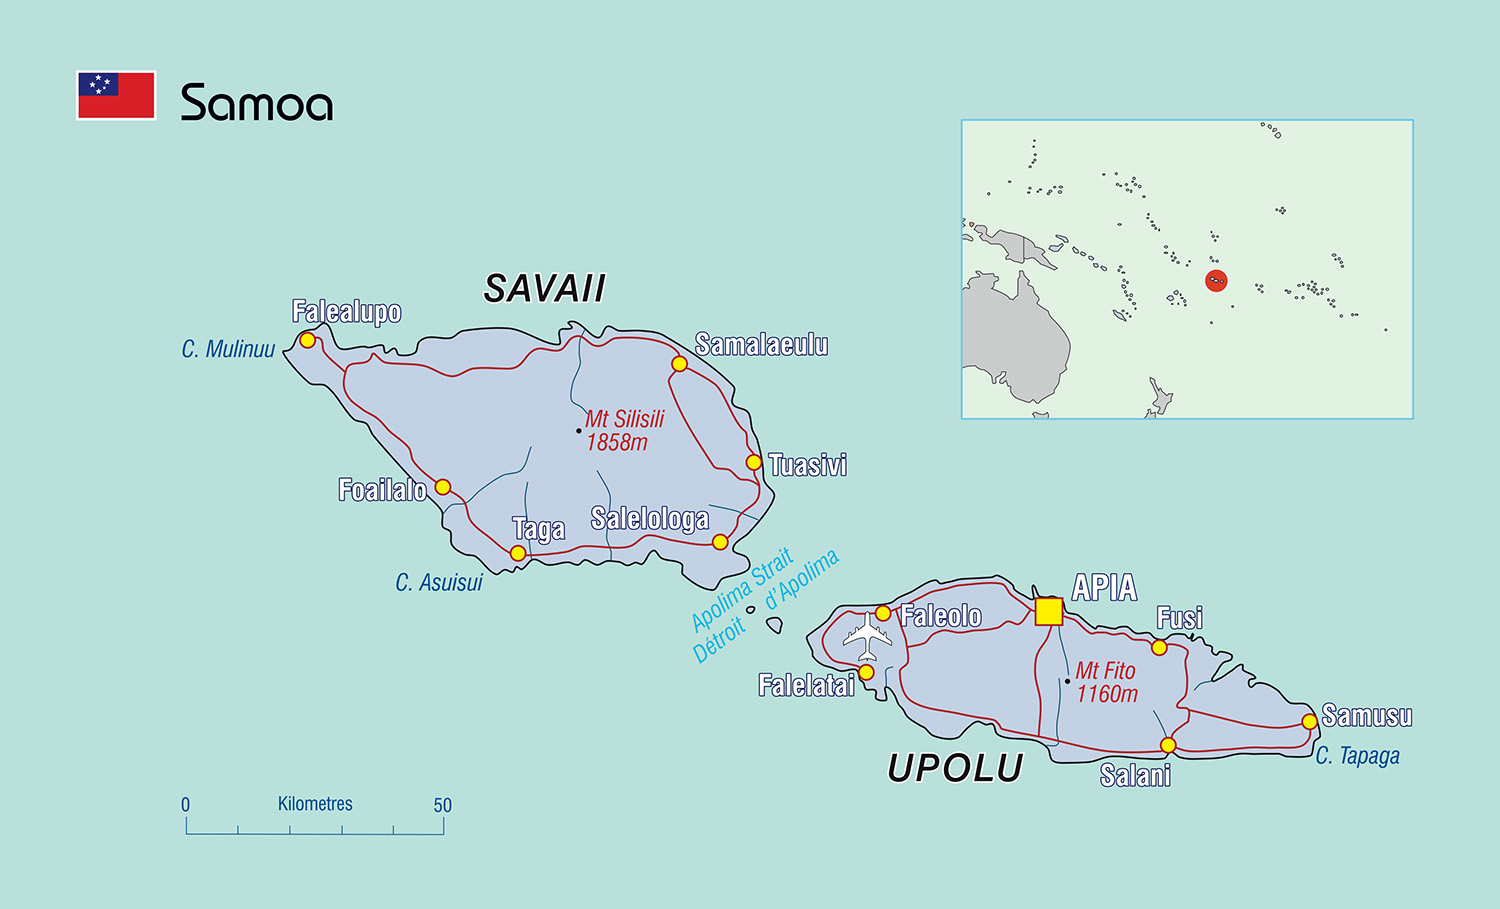 Samoa
SAVAII
Falealupo
C. Mulinuu
Samalaeulu
Mt Silisili
1858m
Tuasivi
Foailalo
Salelologa
Taga
C. Asuisui
Apolima Strait
Détroit d'Apolima
APIA
Faleolo
Fusi
Mt Fito
1160m
Falelatai
Samusu
C. Tapaga
UPOLU
Salani
0 Kilometres 50